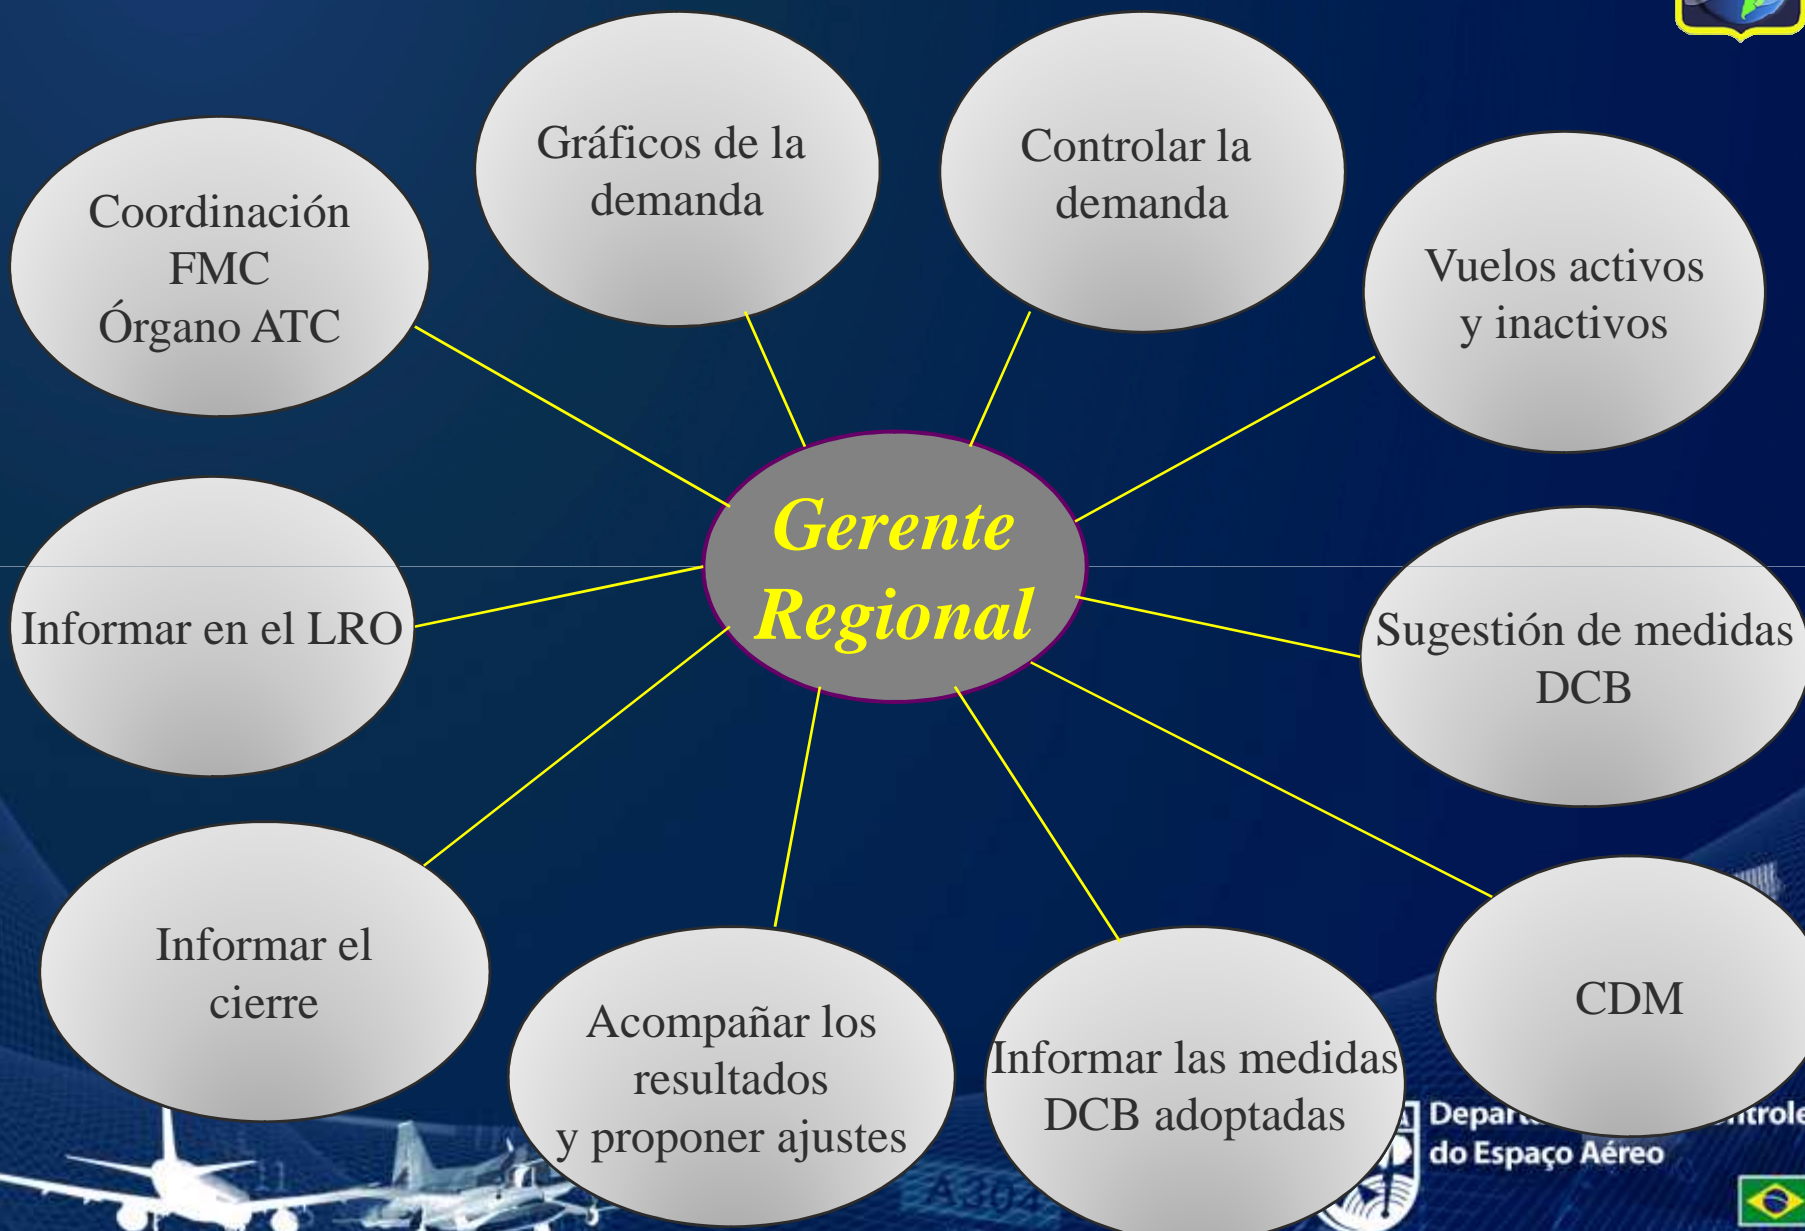 Gráficos de la
demanda
Controlar la
demanda
Coordinación
FMC
Órgano ATC
Vuelos activos
y inactivos
Gerente
Regional
Informar en el LRO
Sugestión de medidas
DCB
Informar el
cierre
Acompañar los
resultados
y proponer ajustes
Informar las medidas
DCB adoptadas
CDM
do Espaço Aéreo
A304